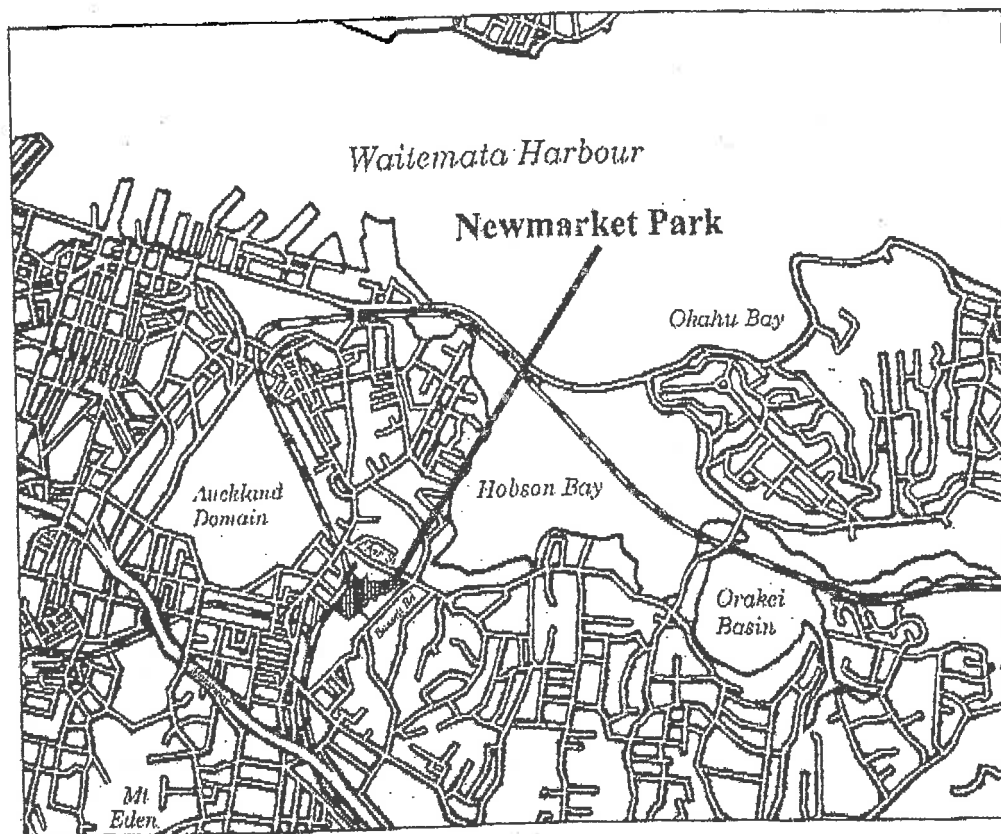 Waitemata Harbour
Newmarket Park
Okahu Bay
Auckland
Domain
Hobson Bay
Orakei
Basin
Mt
Eden